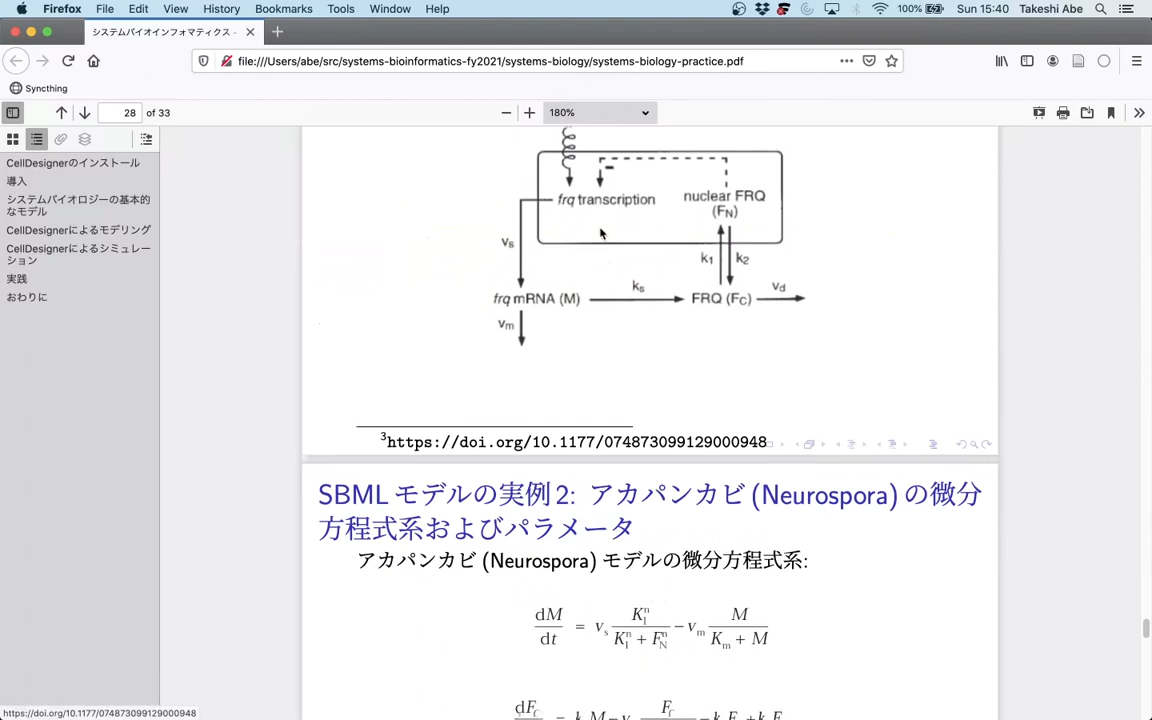 Firefox File Edit View History Bookmarks Tools Window Help 100% Sun 15:40 Takeshi Abe
システムバイオインフォマティクス -
file:///Users/abe/src/systems-bioinformatics-fy2021/systems-biology/systems-biology-practice.pdf
Syncthing
28 of 33 180%
CellDesignerのインストール
導入
システムバイオロジーの基本的
なモデル
CellDesignerによるモデリング
CellDesignerによるシミュレー
ション
実践
おわりに
frq transcription
nuclear FRQ
(FN)
vs
k1 k2
frq mRNA (M) ks FRQ (FC) vd
vm
3https://doi.org/10.1177/074873099129000948
SBML モデルの実例 2: アカパンカビ (Neurospora) の微分
方程式系およびパラメータ
アカパンカビ (Neurospora) モデルの微分方程式系:
dM/dt = vs KI^n/(KI^n + FN^n) − vm M/(Km + M)
https://doi.org/10.1177/074873099129000948